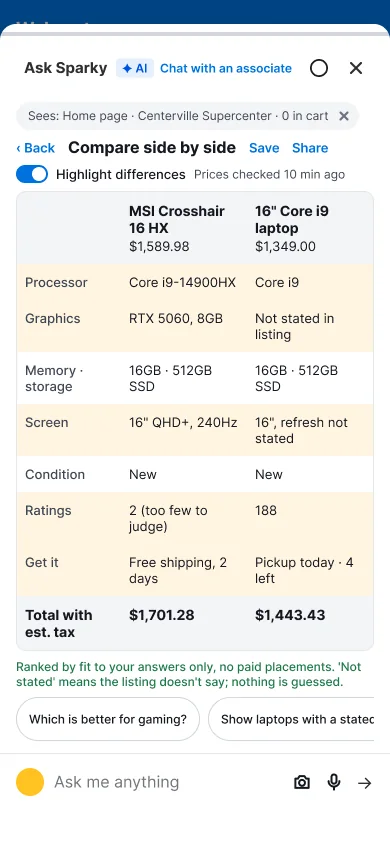 Ask Sparky
AI
Chat with an associate
Sees: Home page · Centerville Supercenter · 0 in cart
‹ Back
Compare side by side
Save
Share
Highlight differences
Prices checked 10 min ago
MSI Crosshair 16 HX
$1,589.98
16" Core i9 laptop
$1,349.00
Processor
Core i9-14900HX
Core i9
Graphics
RTX 5060, 8GB
Not stated in listing
Memory · storage
16GB · 512GB SSD
16GB · 512GB SSD
Screen
16" QHD+, 240Hz
16", refresh not stated
Condition
New
New
Ratings
2 (too few to judge)
188
Get it
Free shipping, 2 days
Pickup today · 4 left
Total with est. tax
$1,701.28
$1,443.43
Ranked by fit to your answers only, no paid placements. 'Not
stated' means the listing doesn't say; nothing is guessed.
Which is better for gaming?
Show laptops with a stated
Ask me anything